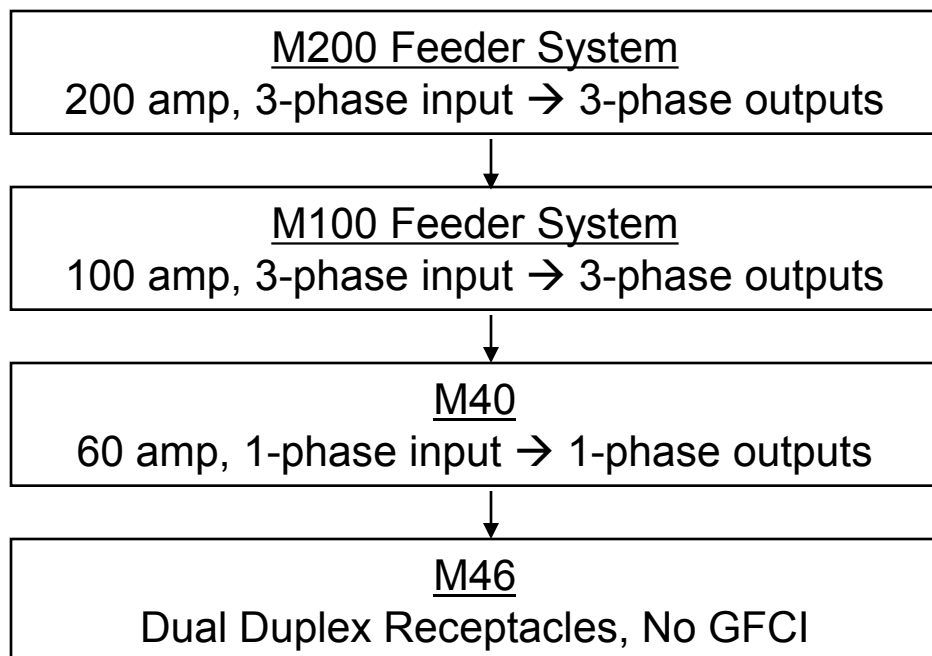 M200 Feeder System
200 amp, 3-phase input → 3-phase outputs
M100 Feeder System
100 amp, 3-phase input → 3-phase outputs
M40
60 amp, 1-phase input → 1-phase outputs
M46
Dual Duplex Receptacles, No GFCI